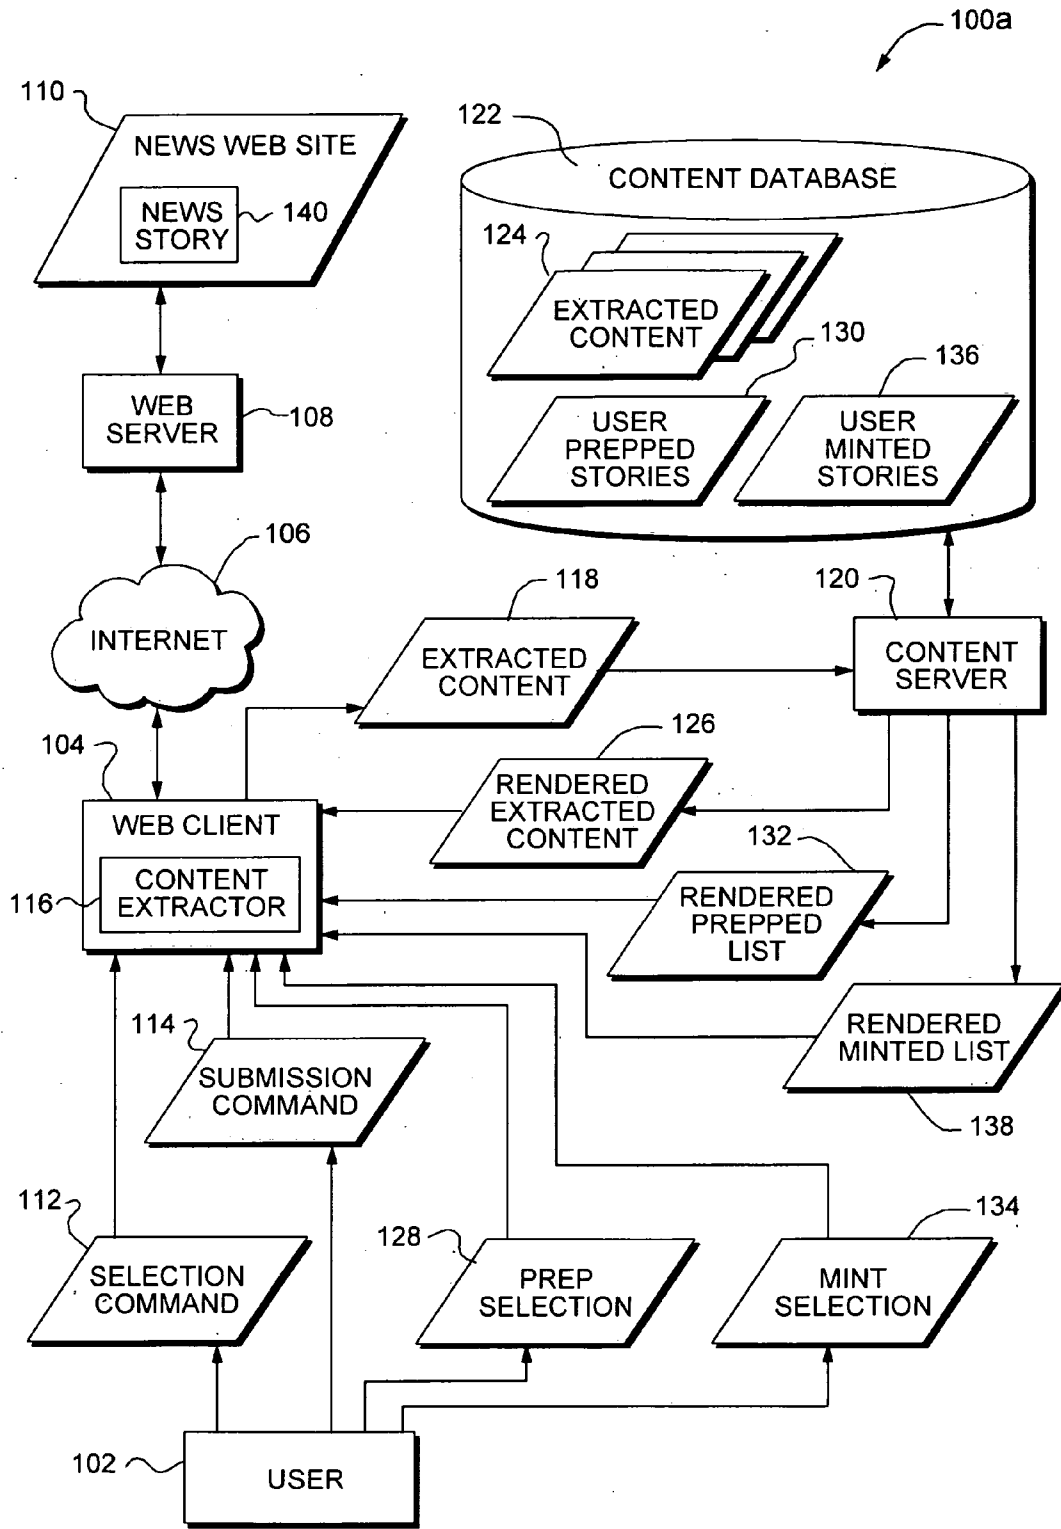 100a
110
NEWS WEB SITE
NEWS
STORY
140
122
CONTENT DATABASE
124
EXTRACTED
CONTENT
130
136
USER
PREPPED
STORIES
USER
MINTED
STORIES
WEB
SERVER
108
106
INTERNET
118
EXTRACTED
CONTENT
120
CONTENT
SERVER
104
WEB CLIENT
CONTENT
EXTRACTOR
116
126
RENDERED
EXTRACTED
CONTENT
132
RENDERED
PREPPED
LIST
RENDERED
MINTED LIST
138
114
SUBMISSION
COMMAND
112
SELECTION
COMMAND
128
PREP
SELECTION
134
MINT
SELECTION
102
USER